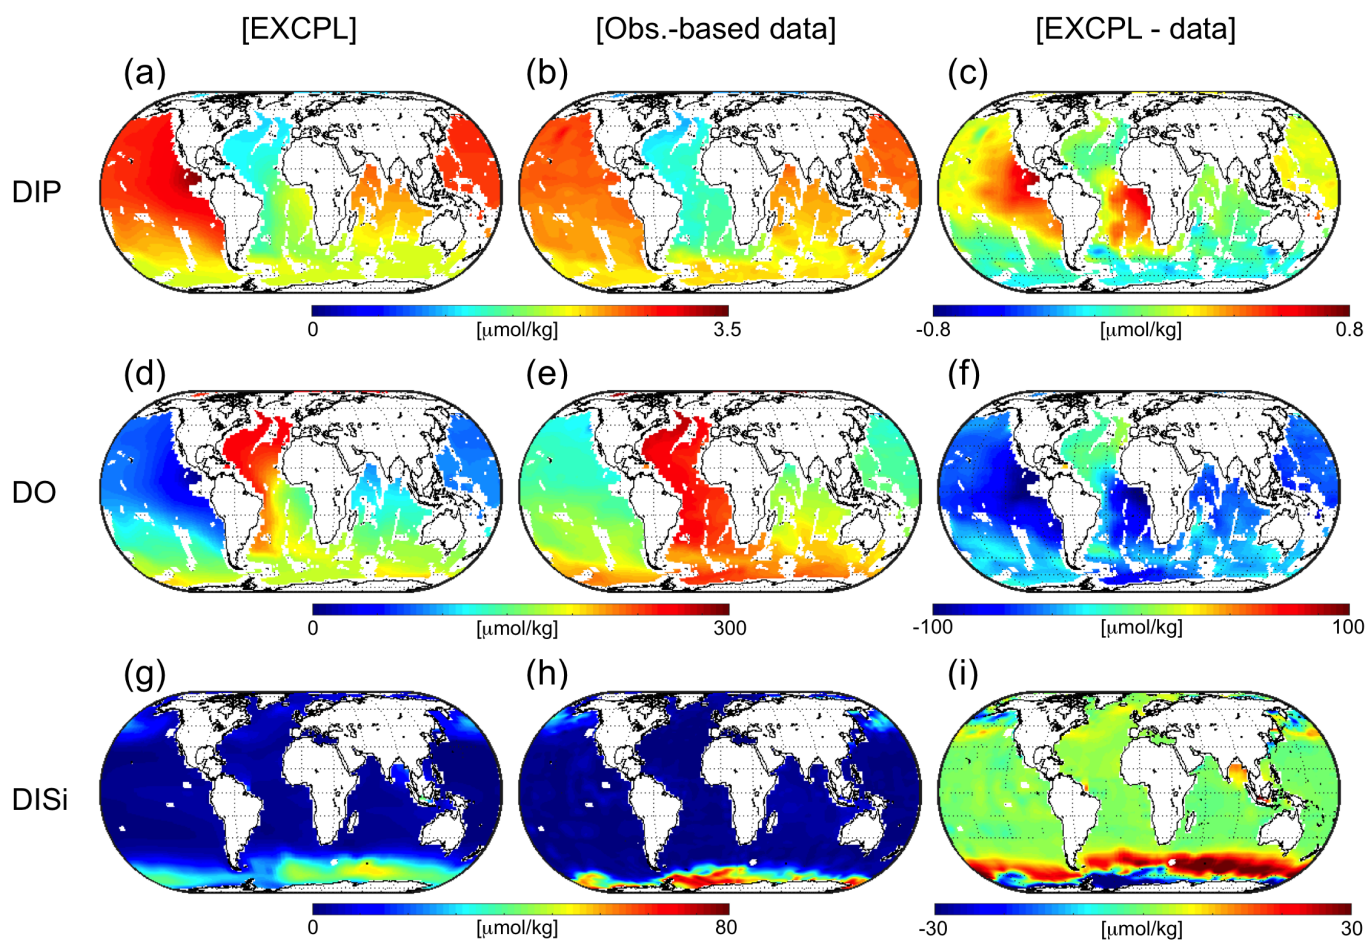 [EXCPL] [Obs.-based data] [EXCPL - data]
(a) (b) (c)
DIP
0 [μmol/kg] 3.5 -0.8 [μmol/kg] 0.8
(d) (e) (f)
DO
0 [μmol/kg] 300 -100 [μmol/kg] 100
(g) (h) (i)
DISi
0 [μmol/kg] 80 -30 [μmol/kg] 30